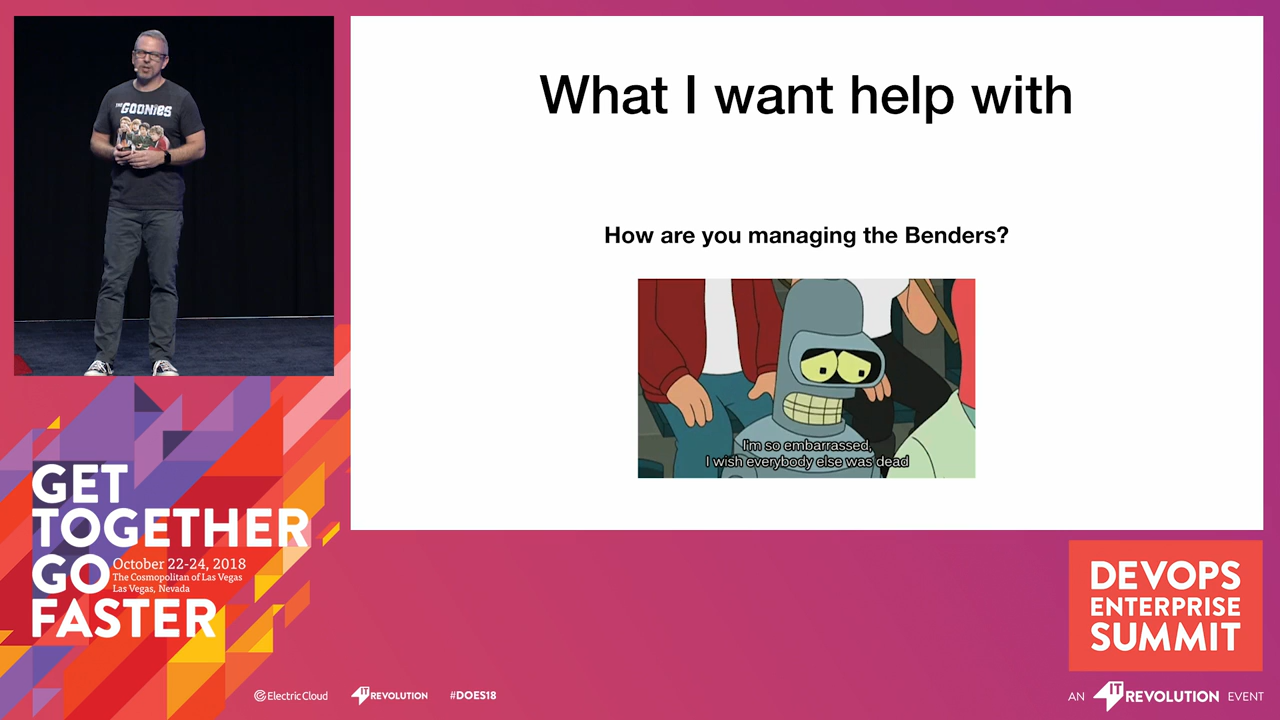 THE GOONIES
What I want help with
How are you managing the Benders?
I'm so embarrassed,
I wish everybody else was dead
GET
TOGETHER
GO
FASTER
October 22-24, 2018
The Cosmopolitan of Las Vegas
Las Vegas, Nevada
DEVOPS
ENTERPRISE
SUMMIT
Electric Cloud
IT REVOLUTION
#DOES18
AN IT REVOLUTION EVENT